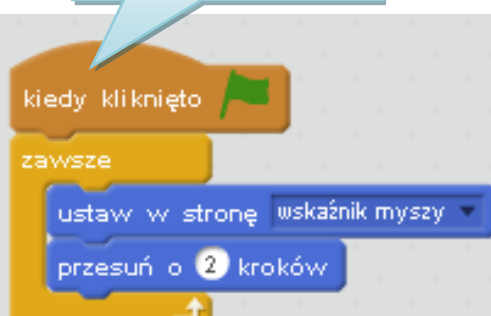 kiedy kliknięto
zawsze
ustaw w stronę wskaźnik myszy
przesuń o 2 kroków